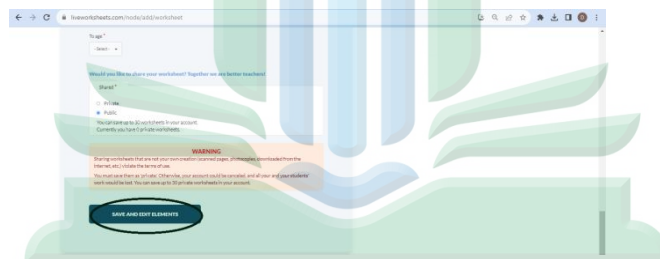 liveworksheets.com/node/add/worksheet
To age *
- Select -
Would you like to share your worksheet? Together we are better teachers!
Shared *
Private
Public
You can save up to 30 worksheets in your account.
Currently you have 0 private worksheets.
WARNING
Sharing worksheets that are not your own creation (scanned pages, photocopies, downloaded from the
internet, etc.) violate the terms of use.
You must save them as 'private'. Otherwise, your account could be canceled, and all your and your students'
work would be lost. You can save up to 30 private worksheets in your account.
SAVE AND EDIT ELEMENTS